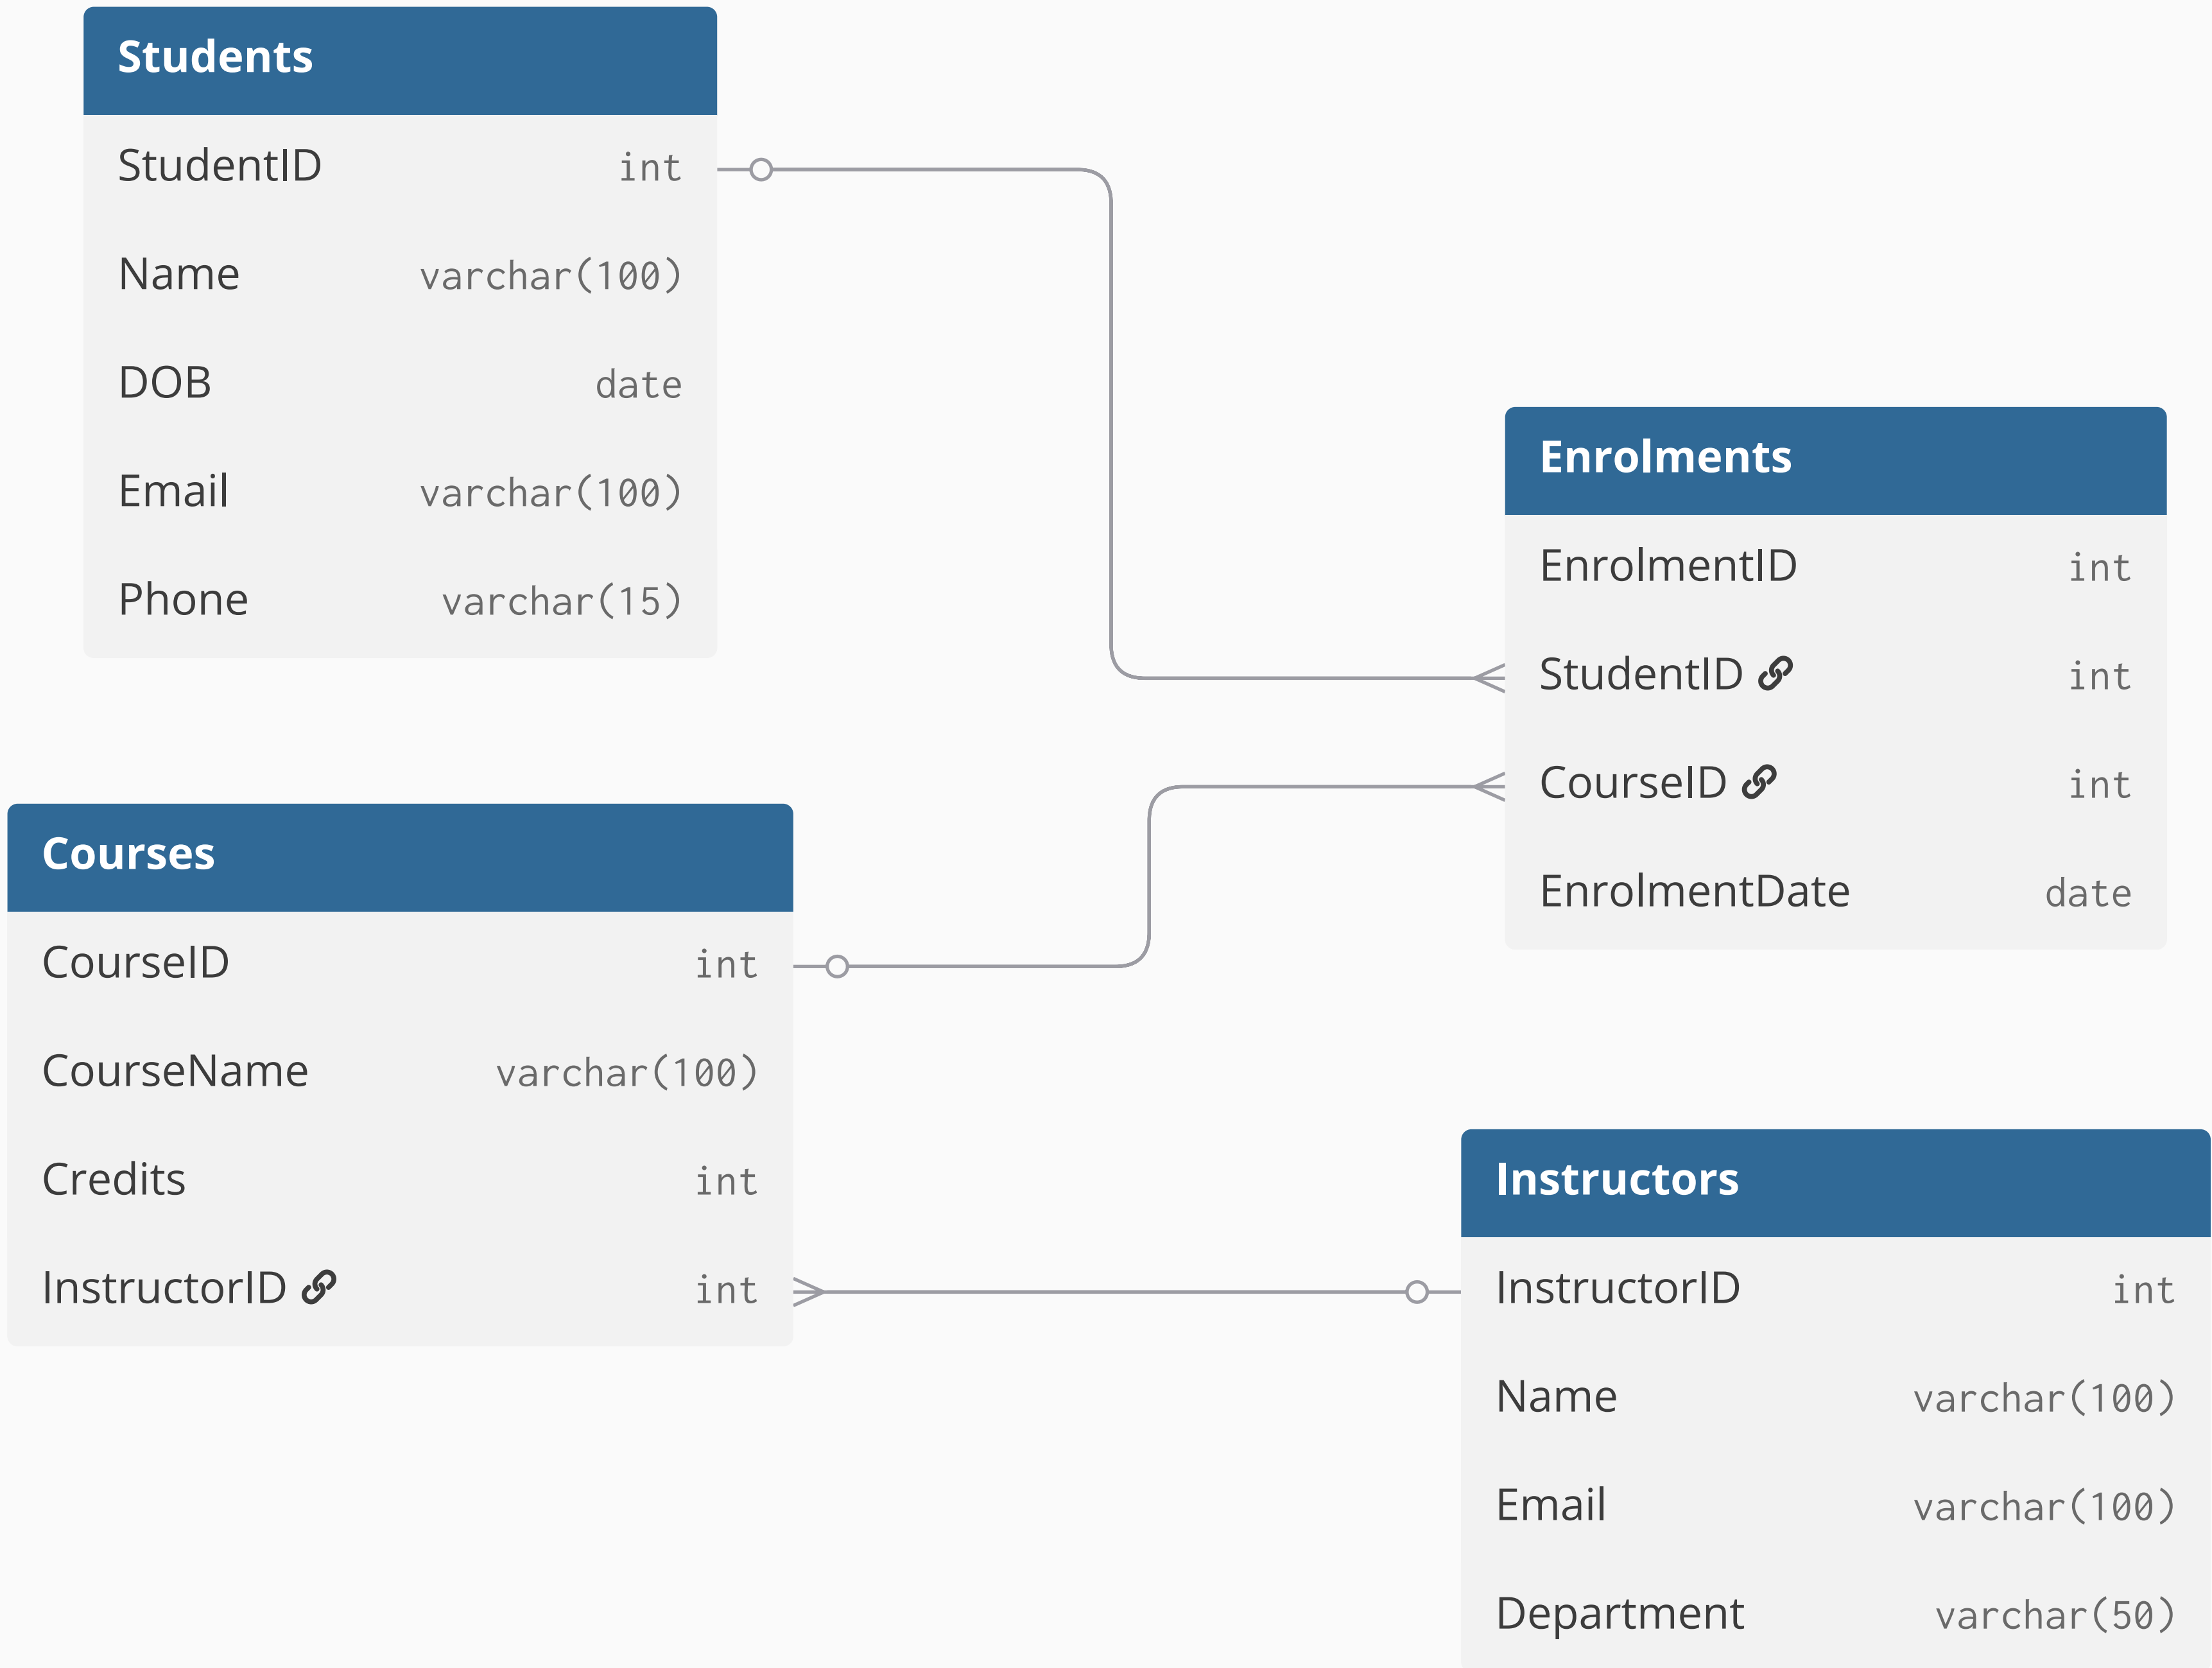 Students
StudentID int
Name varchar(100)
DOB date
Email varchar(100)
Phone varchar(15)
Enrolments
EnrolmentID int
StudentID int
CourseID int
EnrolmentDate date
Courses
CourseID int
CourseName varchar(100)
Credits int
InstructorID int
Instructors
InstructorID int
Name varchar(100)
Email varchar(100)
Department varchar(50)